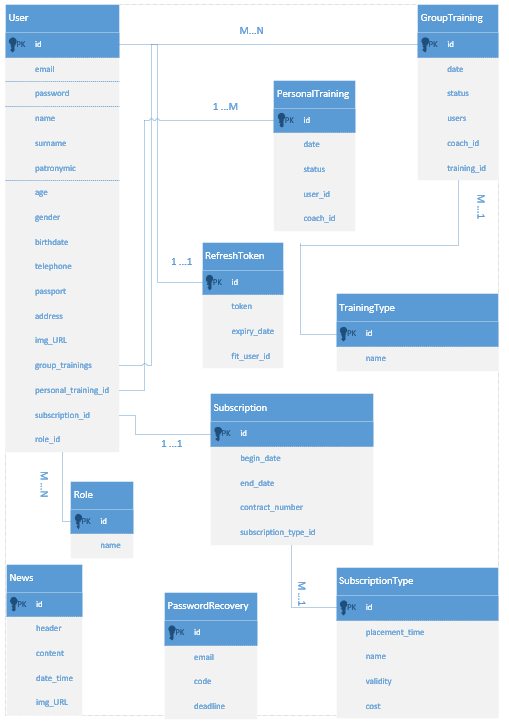 User
PK id
email
password
name
surname
patronymic
age
gender
birthdate
telephone
passport
address
img_URL
group_trainings
personal_training_id
subscription_id
role_id
M...N
GroupTraining
PK id
date
status
users
coach_id
training_id
1 ...M
PersonalTraining
PK id
date
status
user_id
coach_id
M...1
1 ...1
RefreshToken
PK id
token
expiry_date
fit_user_id
TrainingType
PK id
name
Subscription
PK id
begin_date
end_date
contract_number
subscription_type_id
1 ...1
M...N
Role
PK id
name
M...1
News
PK id
header
content
date_time
img_URL
PasswordRecovery
PK id
email
code
deadline
SubscriptionType
PK id
placement_time
name
validity
cost